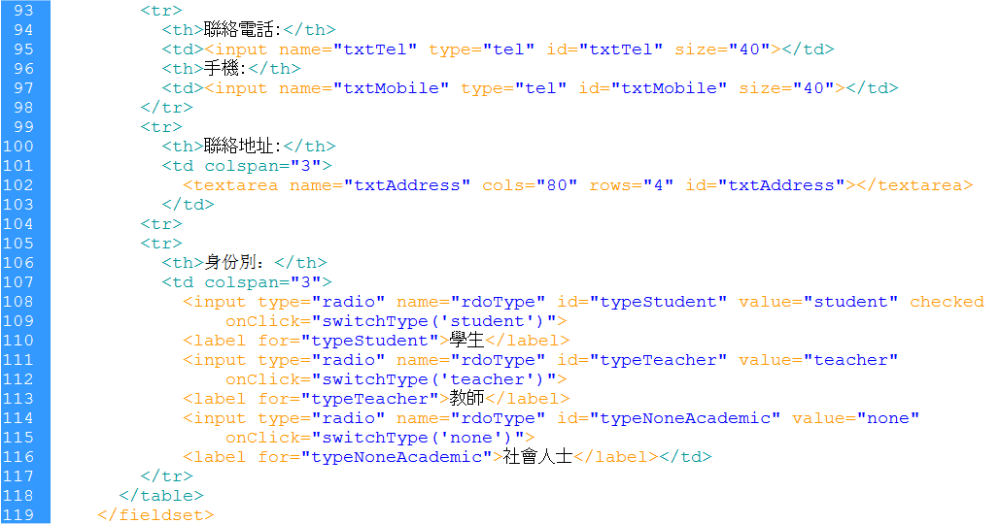 93 <tr>
94 <th>聯絡電話:</th>
95 <td><input name="txtTel" type="tel" id="txtTel" size="40"></td>
96 <th>手機:</th>
97 <td><input name="txtMobile" type="tel" id="txtMobile" size="40"></td>
98 </tr>
99 <tr>
100 <th>聯絡地址:</th>
101 <td colspan="3">
102 <textarea name="txtAddress" cols="80" rows="4" id="txtAddress"></textarea>
103 </td>
104 <tr>
105 <tr>
106 <th>身份別：</th>
107 <td colspan="3">
108 <input type="radio" name="rdoType" id="typeStudent" value="student" checked
109 onClick="switchType('student')">
110 <label for="typeStudent">學生</label>
111 <input type="radio" name="rdoType" id="typeTeacher" value="teacher"
112 onClick="switchType('teacher')">
113 <label for="typeTeacher">教師</label>
114 <input type="radio" name="rdoType" id="typeNoneAcademic" value="none"
115 onClick="switchType('none')">
116 <label for="typeNoneAcademic">社會人士</label></td>
117 </tr>
118 </table>
119 </fieldset>